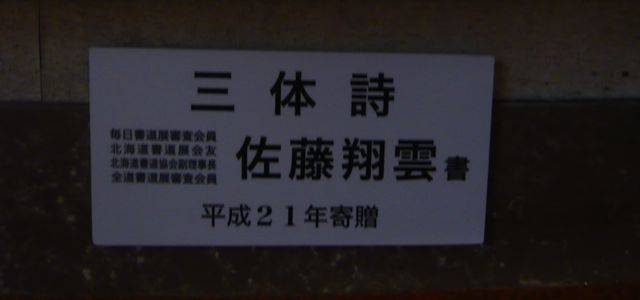 三体詩
毎日書道展審査会員
北海道書道展会友
北海道書道協会副理事長
全道書道展審査会員
佐藤翔雲書
平成21年寄贈